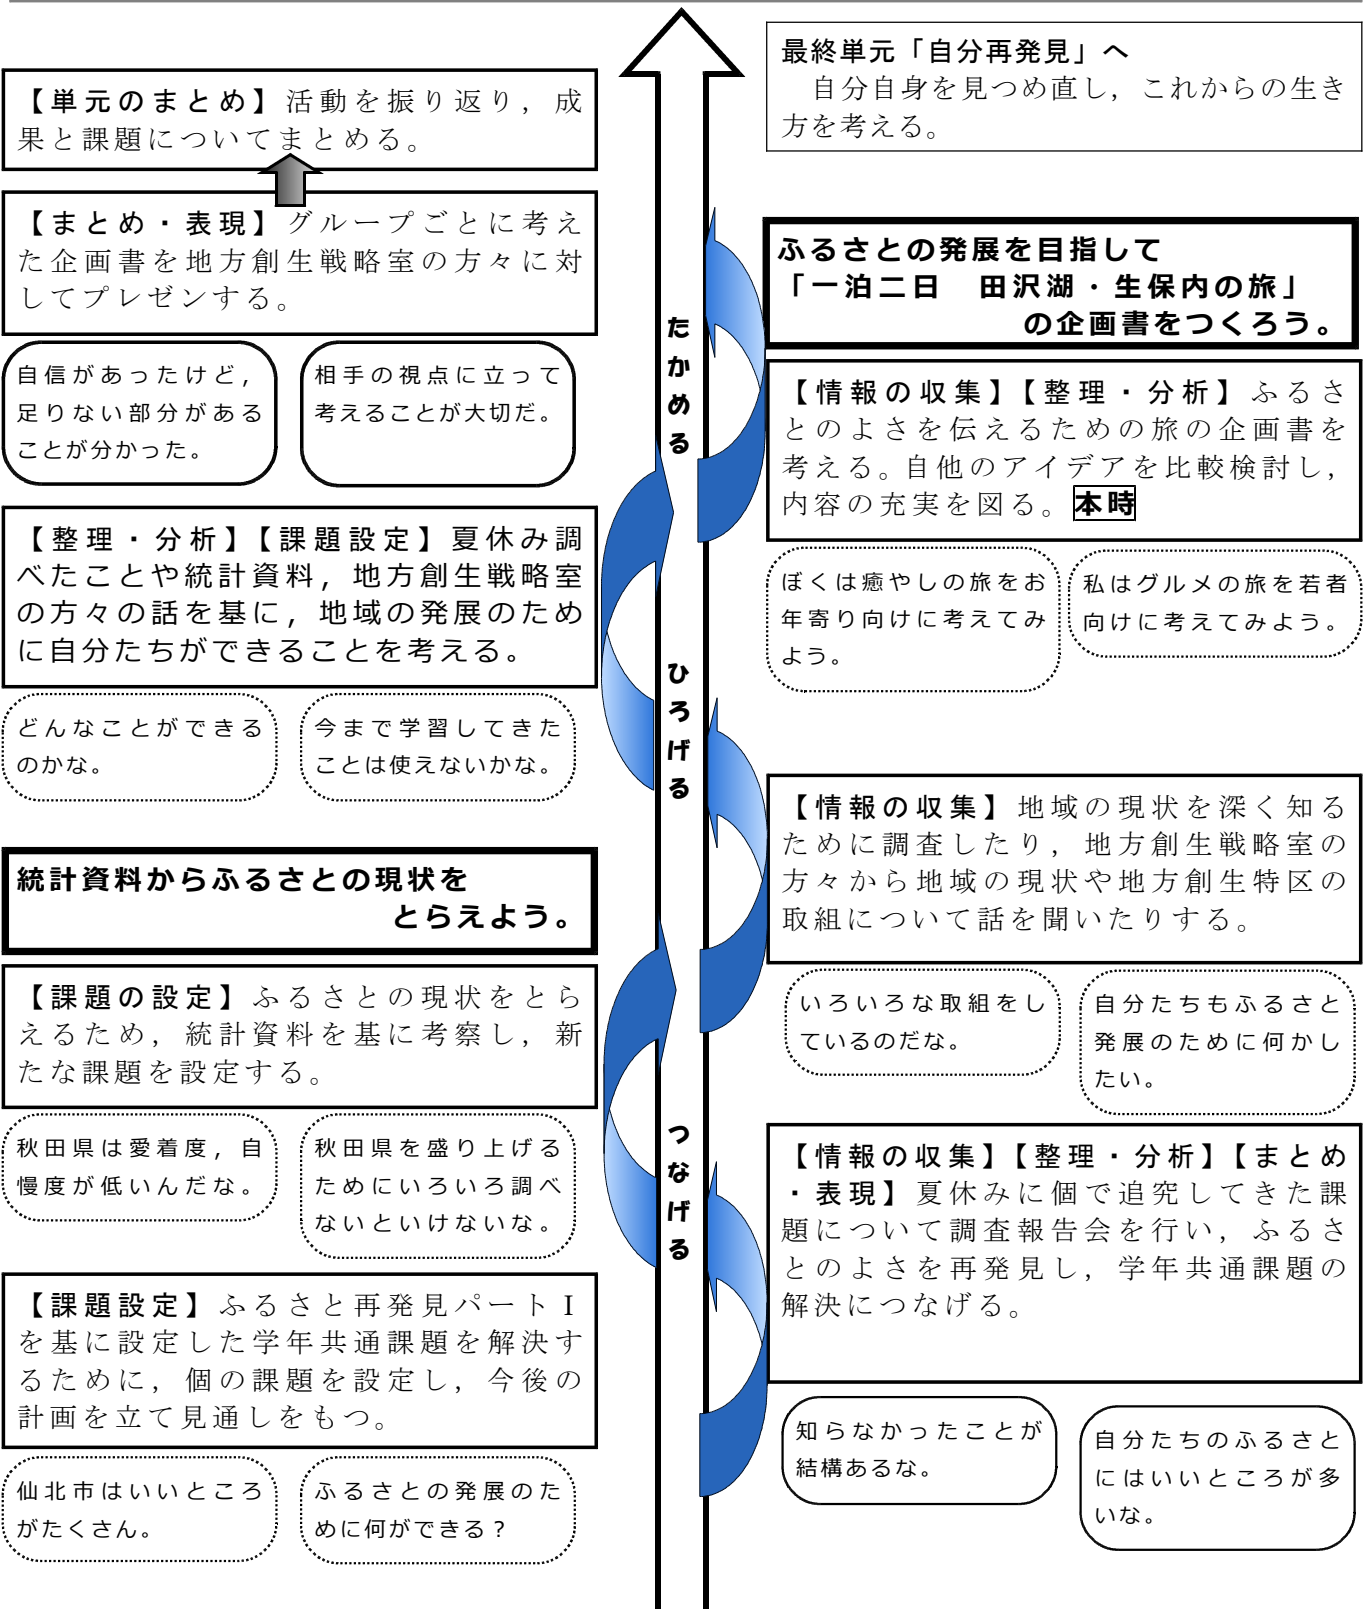 最終単元「自分再発見」へ
自分自身を見つめ直し，これからの生き
方を考える。
【単元のまとめ】活動を振り返り，成
果と課題についてまとめる。
【まとめ・表現】グループごとに考え
た企画書を地方創生戦略室の方々に対
してプレゼンする。
自信があったけど，
足りない部分がある
ことが分かった。
相手の視点に立って
考えることが大切だ。
【整理・分析】【課題設定】夏休み調
べたことや統計資料，地方創生戦略室
の方々の話を基に，地域の発展のため
に自分たちができることを考える。
どんなことができる
のかな。
今まで学習してきた
ことは使えないかな。
統計資料からふるさとの現状を
とらえよう。
【課題の設定】ふるさとの現状をとら
えるため，統計資料を基に考察し，新
たな課題を設定する。
秋田県は愛着度，自
慢度が低いんだな。
秋田県を盛り上げる
ためにいろいろ調べ
ないといけないな。
【課題設定】ふるさと再発見パートⅠ
を基に設定した学年共通課題を解決す
るために，個の課題を設定し，今後の
計画を立て見通しをもつ。
仙北市はいいところ
がたくさん。
ふるさとの発展のた
めに何ができる？
たかめる
ひろげる
つなげる
ふるさとの発展を目指して
「一泊二日　田沢湖・生保内の旅」
の企画書をつくろう。
【情報の収集】【整理・分析】ふるさ
とのよさを伝えるための旅の企画書を
考える。自他のアイデアを比較検討し，
内容の充実を図る。本時
ぼくは癒やしの旅をお
年寄り向けに考えてみ
よう。
私はグルメの旅を若者
向けに考えてみよう。
【情報の収集】地域の現状を深く知る
ために調査したり，地方創生戦略室の
方々から地域の現状や地方創生特区の
取組について話を聞いたりする。
いろいろな取組をし
ているのだな。
自分たちもふるさと
発展のために何かし
たい。
【情報の収集】【整理・分析】【まとめ
・表現】夏休みに個で追究してきた課
題について調査報告会を行い，ふるさ
とのよさを再発見し，学年共通課題の
解決につなげる。
知らなかったことが
結構あるな。
自分たちのふるさと
にはいいところが多
いな。